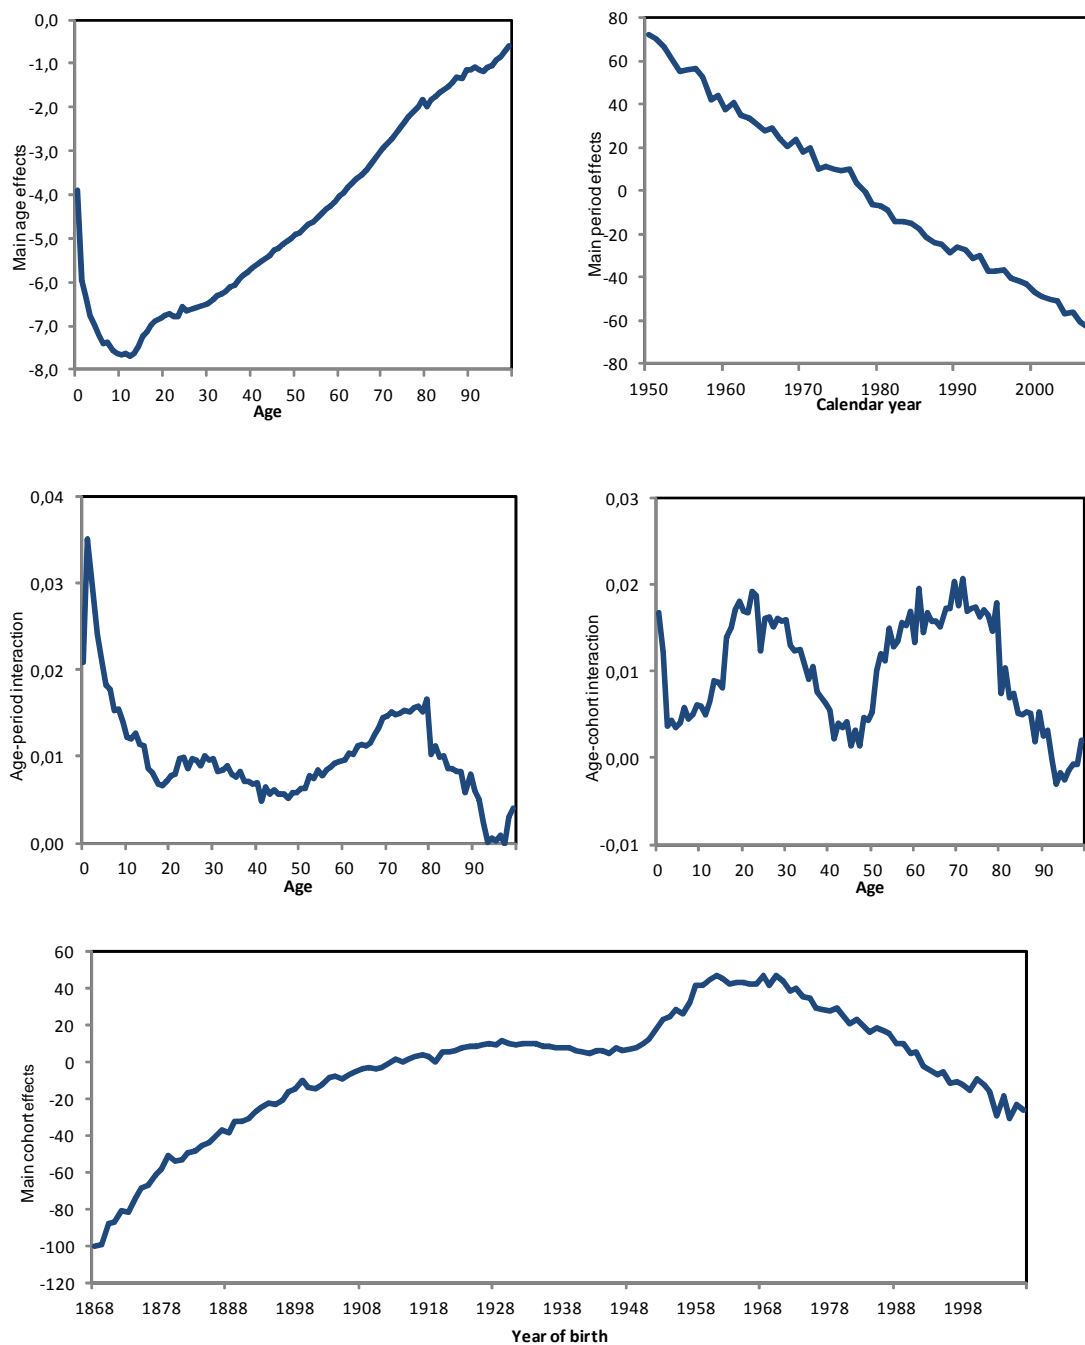 0,0
-1,0
-2,0
-3,0
-4,0
-5,0
-6,0
-7,0
-8,0
Main age effects
0 10 20 30 40 50 60 70 80 90
Age
80
60
40
20
0
-20
-40
-60
-80
Main period effects
1950 1960 1970 1980 1990 2000
Calendar year
0,04
0,03
0,02
0,01
0,00
Age-period interaction
0 10 20 30 40 50 60 70 80 90
Age
0,03
0,02
0,01
0,00
-0,01
Age-cohort interaction
0 10 20 30 40 50 60 70 80 90
Age
60
40
20
0
-20
-40
-60
-80
-100
-120
Main cohort effects
1868 1878 1888 1898 1908 1918 1928 1938 1948 1958 1968 1978 1988 1998
Year of birth